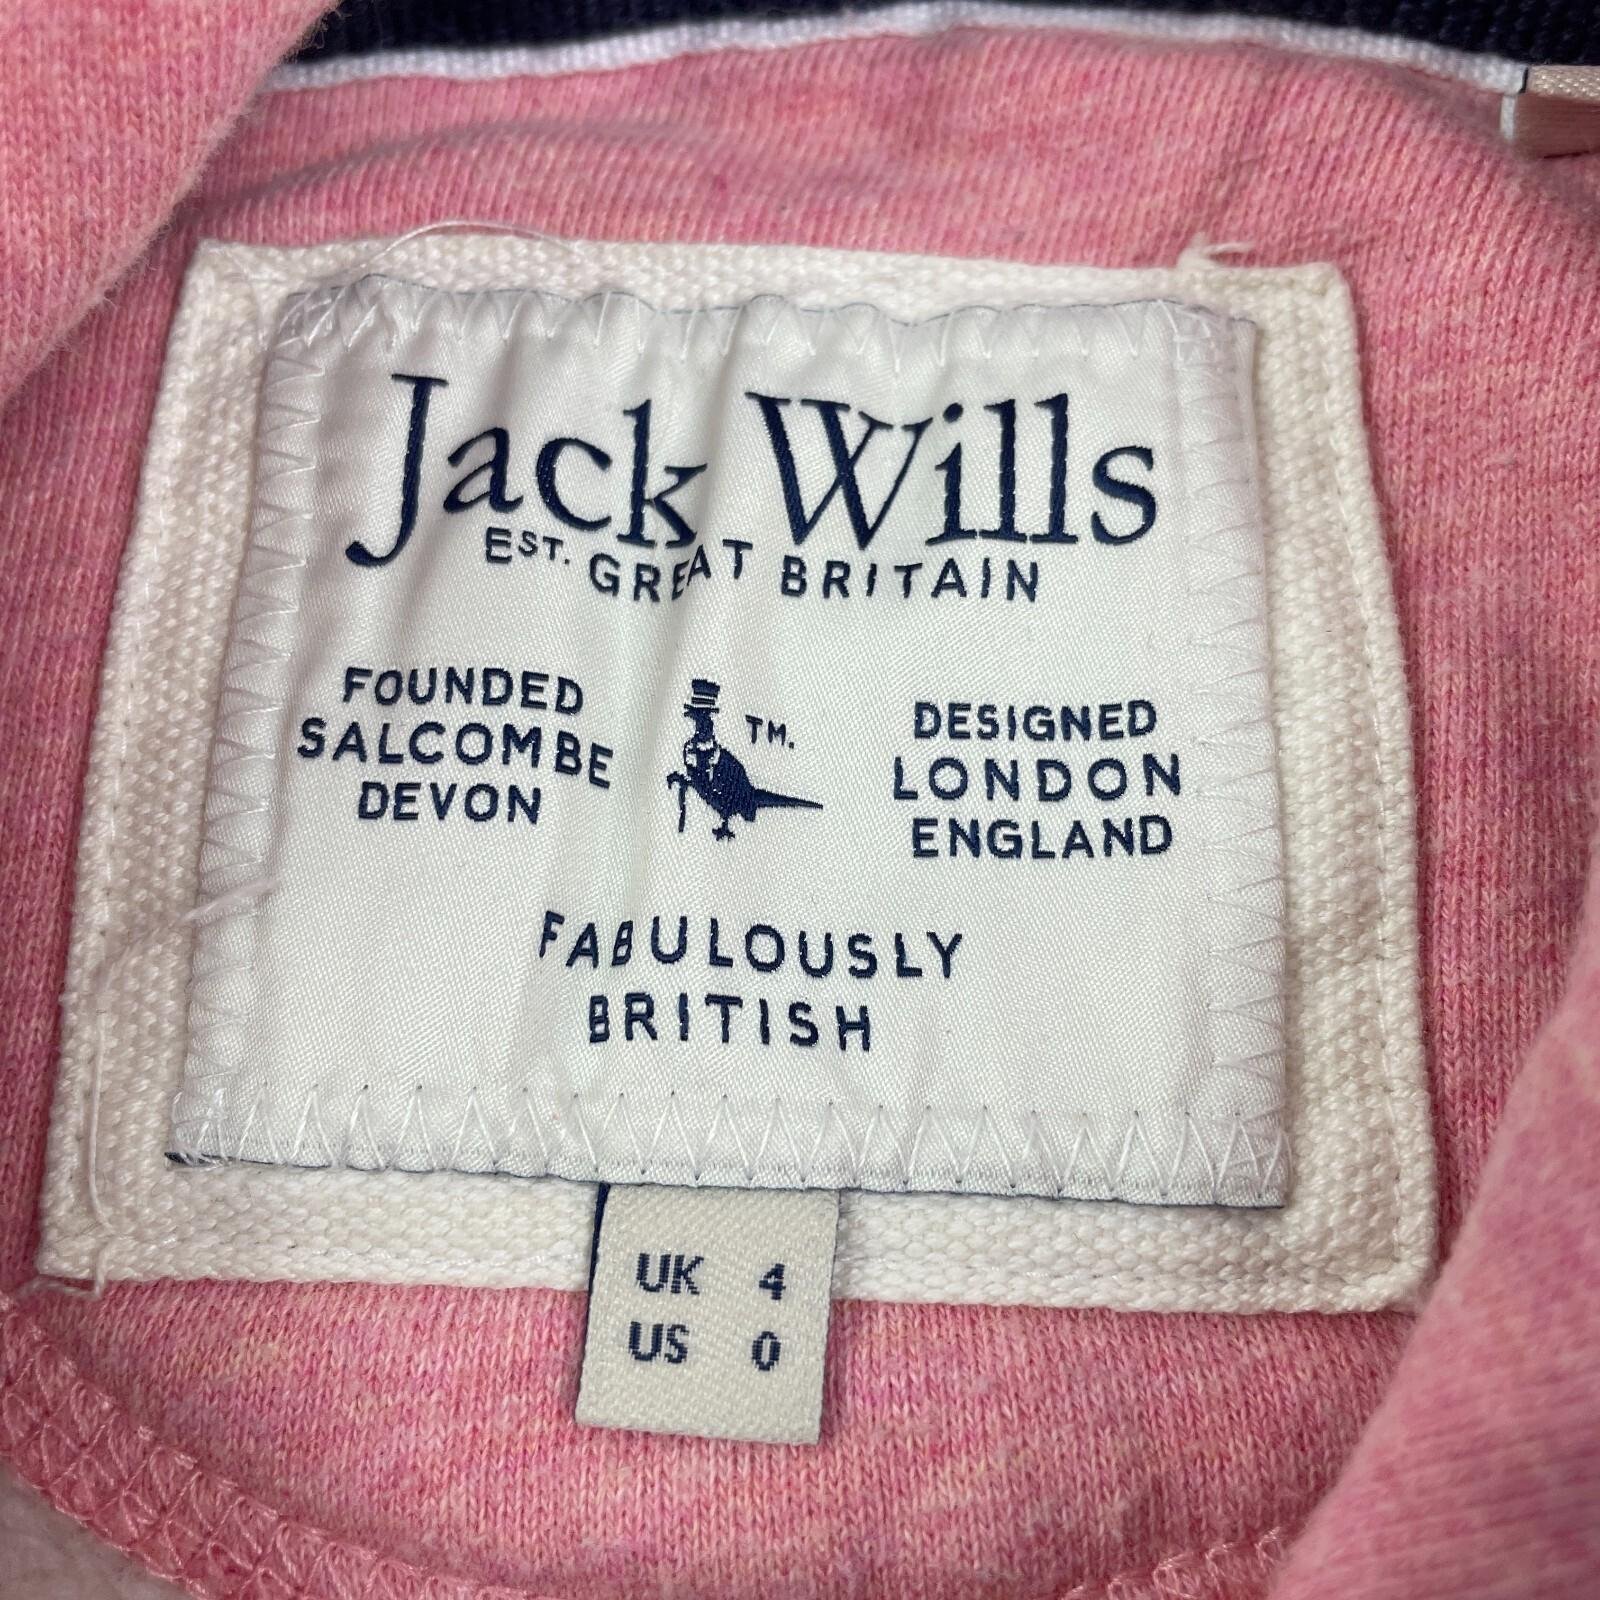 Jack Wills
EST. GREAT BRITAIN
FOUNDED
SALCOMBE
DEVON
TM.
DESIGNED
LONDON
ENGLAND
FABULOUSLY
BRITISH
UK 4
US 0